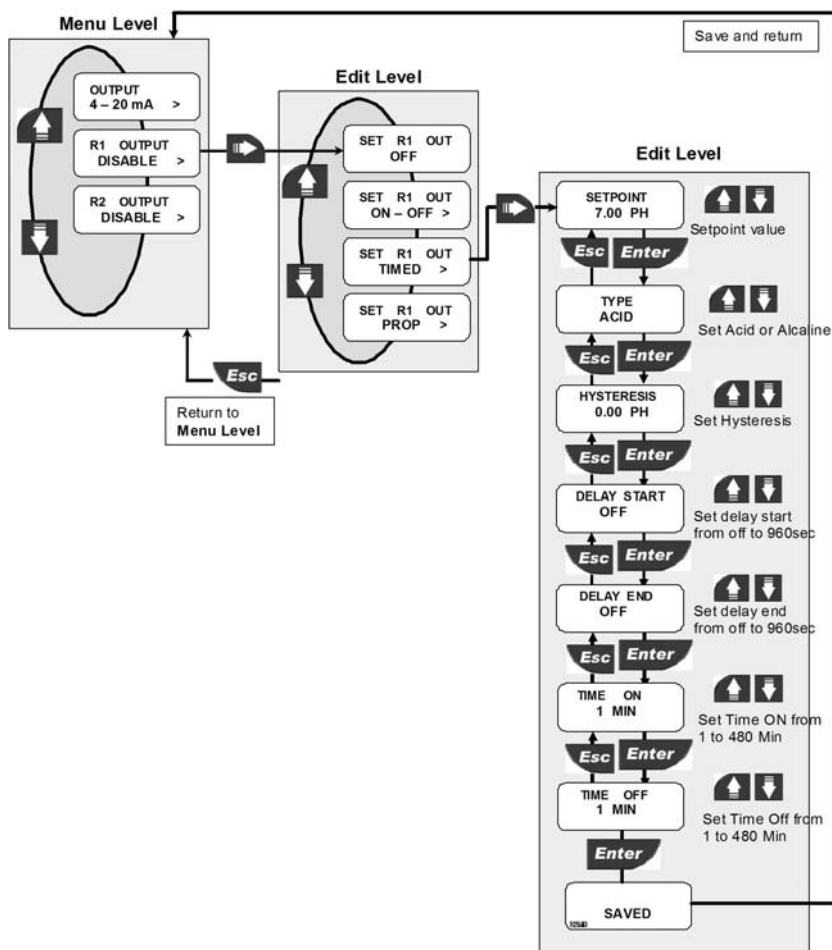 Menu Level
Save and return
OUTPUT
4 – 20 mA >
R1 OUTPUT
DISABLE >
R2 OUTPUT
DISABLE >
Edit Level
SET R1 OUT
OFF
SET R1 OUT
ON – OFF >
SET R1 OUT
TIMED >
SET R1 OUT
PROP >
Esc
Return to
Menu Level
Edit Level
SETPOINT
7.00 PH
Setpoint value
Esc Enter
TYPE
ACID
Set Acid or Alcaline
Esc Enter
HYSTERESIS
0.00 PH
Set Hysteresis
Esc Enter
DELAY START
OFF
Set delay start
from off to 960sec
Esc Enter
DELAY END
OFF
Set delay end
from off to 960sec
Esc Enter
TIME ON
1 MIN
Set Time ON from
1 to 480 Min
Esc Enter
TIME OFF
1 MIN
Set Time Off from
1 to 480 Min
Enter
SAVED